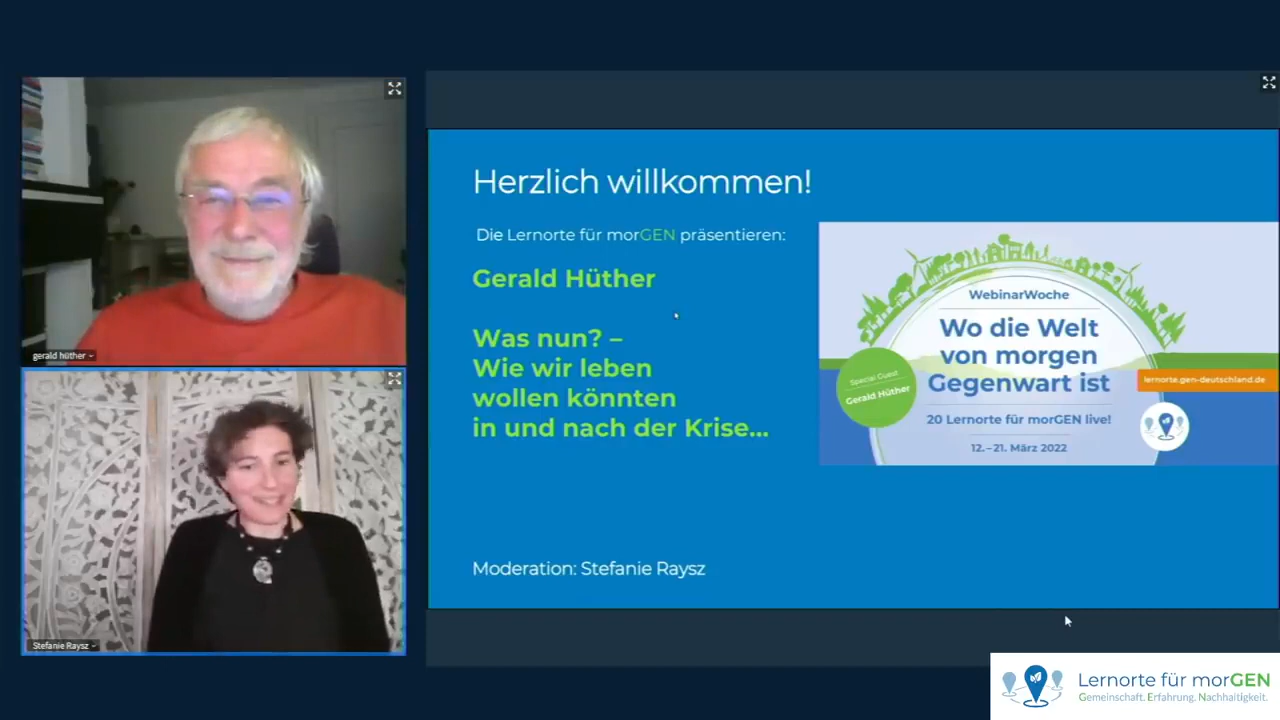 gerald hüther
Stefanie Raysz
Herzlich willkommen!
Die Lernorte für morGEN präsentieren:
Gerald Hüther
Was nun? –
Wie wir leben
wollen könnten
in und nach der Krise...
Moderation: Stefanie Raysz
WebinarWoche
Wo die Welt
von morgen
Gegenwart ist
20 Lernorte für morGEN live!
12. – 21. März 2022
Special Guest
Gerald Hüther
lernorte.gen-deutschland.de
Lernorte für morGEN
Gemeinschaft. Erfahrung. Nachhaltigkeit.